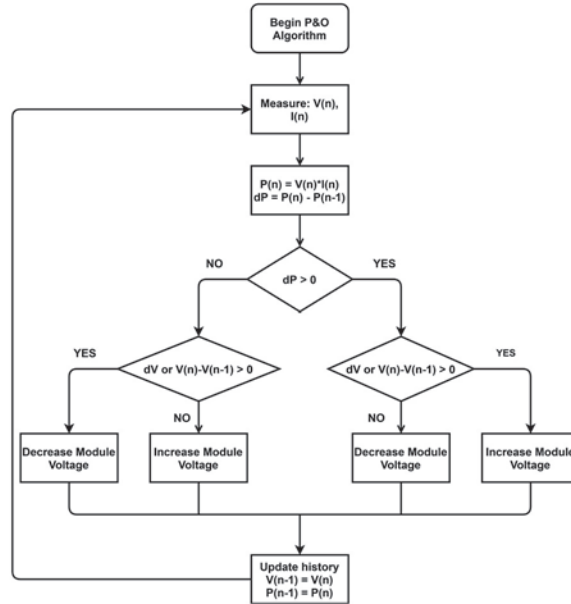 Begin P&O
Algorithm
Measure: V(n),
I(n)
P(n) = V(n)*I(n)
dP = P(n) - P(n-1)
NO
YES
dP > 0
YES
YES
dV or V(n)-V(n-1) > 0
dV or V(n)-V(n-1) > 0
NO
NO
Decrease Module
Voltage
Increase Module
Voltage
Decrease Module
Voltage
Increase Module
Voltage
Update history
V(n-1) = V(n)
P(n-1) = P(n)